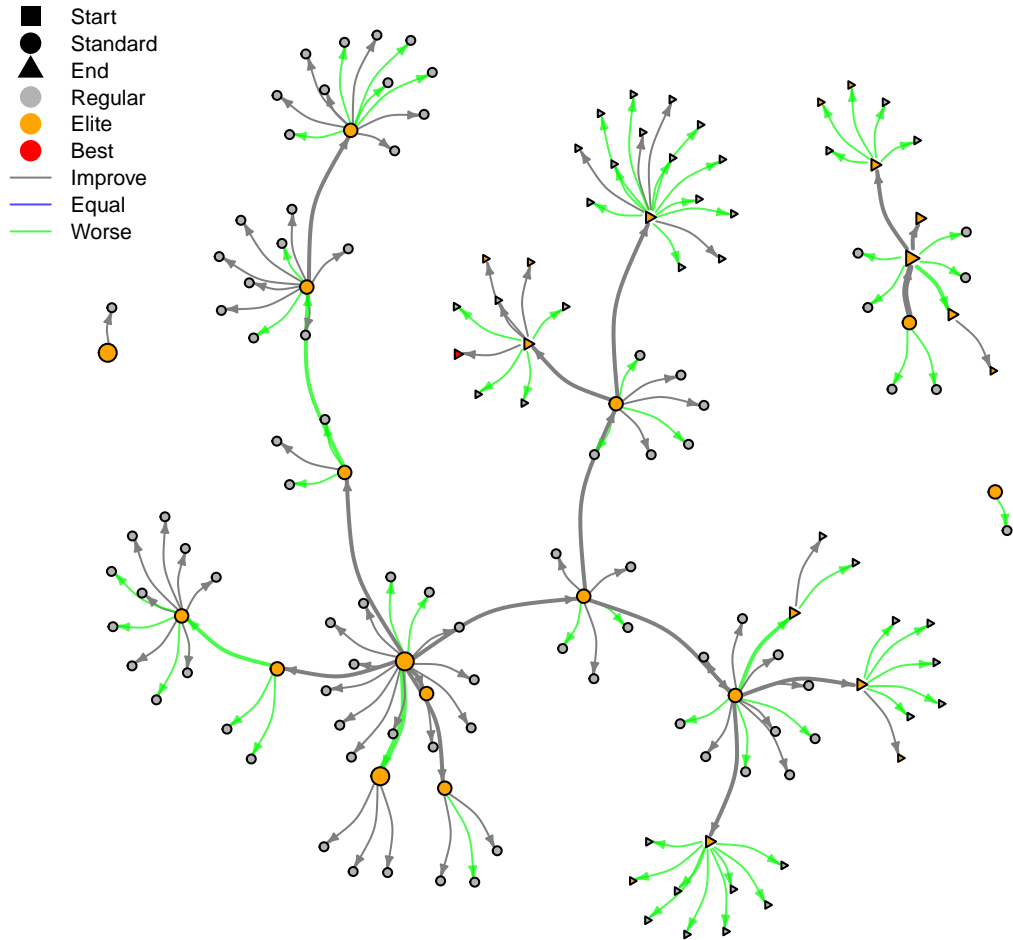 Start
Standard
End
Regular
Elite
Best
Improve
Equal
Worse